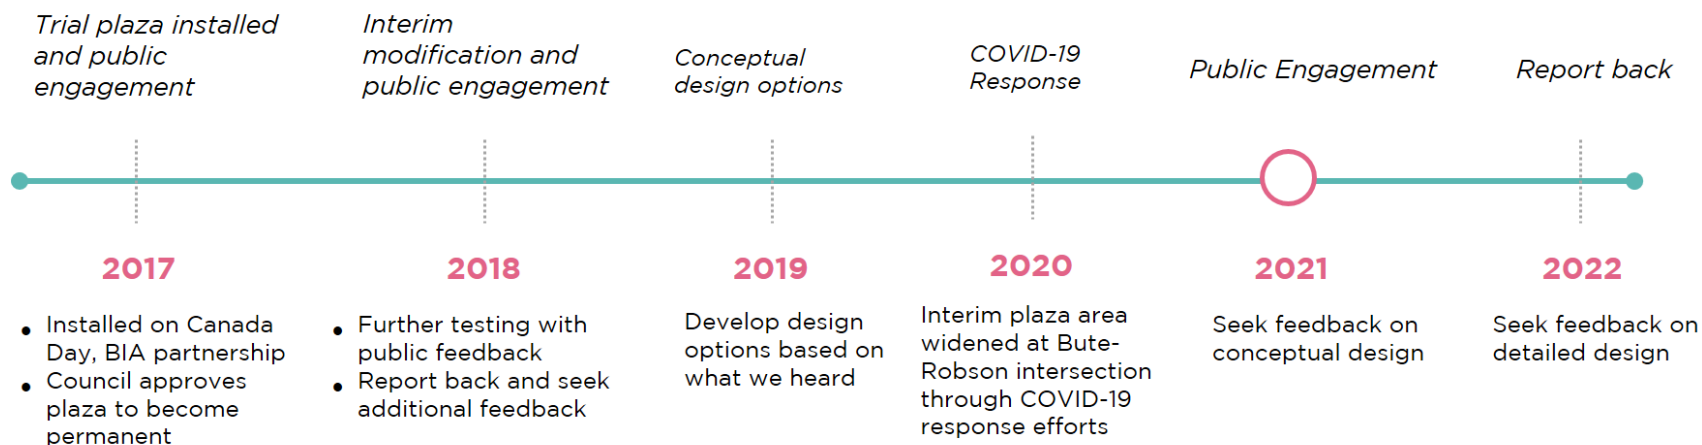 Trial plaza installed
and public
engagement
Interim
modification and
public engagement
Conceptual
design options
COVID-19
Response
Public Engagement
Report back
2017
2018
2019
2020
2021
2022
• Installed on Canada
Day, BIA partnership
• Council approves
plaza to become
permanent
• Further testing with
public feedback
• Report back and seek
additional feedback
Develop design
options based on
what we heard
Interim plaza area
widened at Bute-
Robson intersection
through COVID-19
response efforts
Seek feedback on
conceptual design
Seek feedback on
detailed design